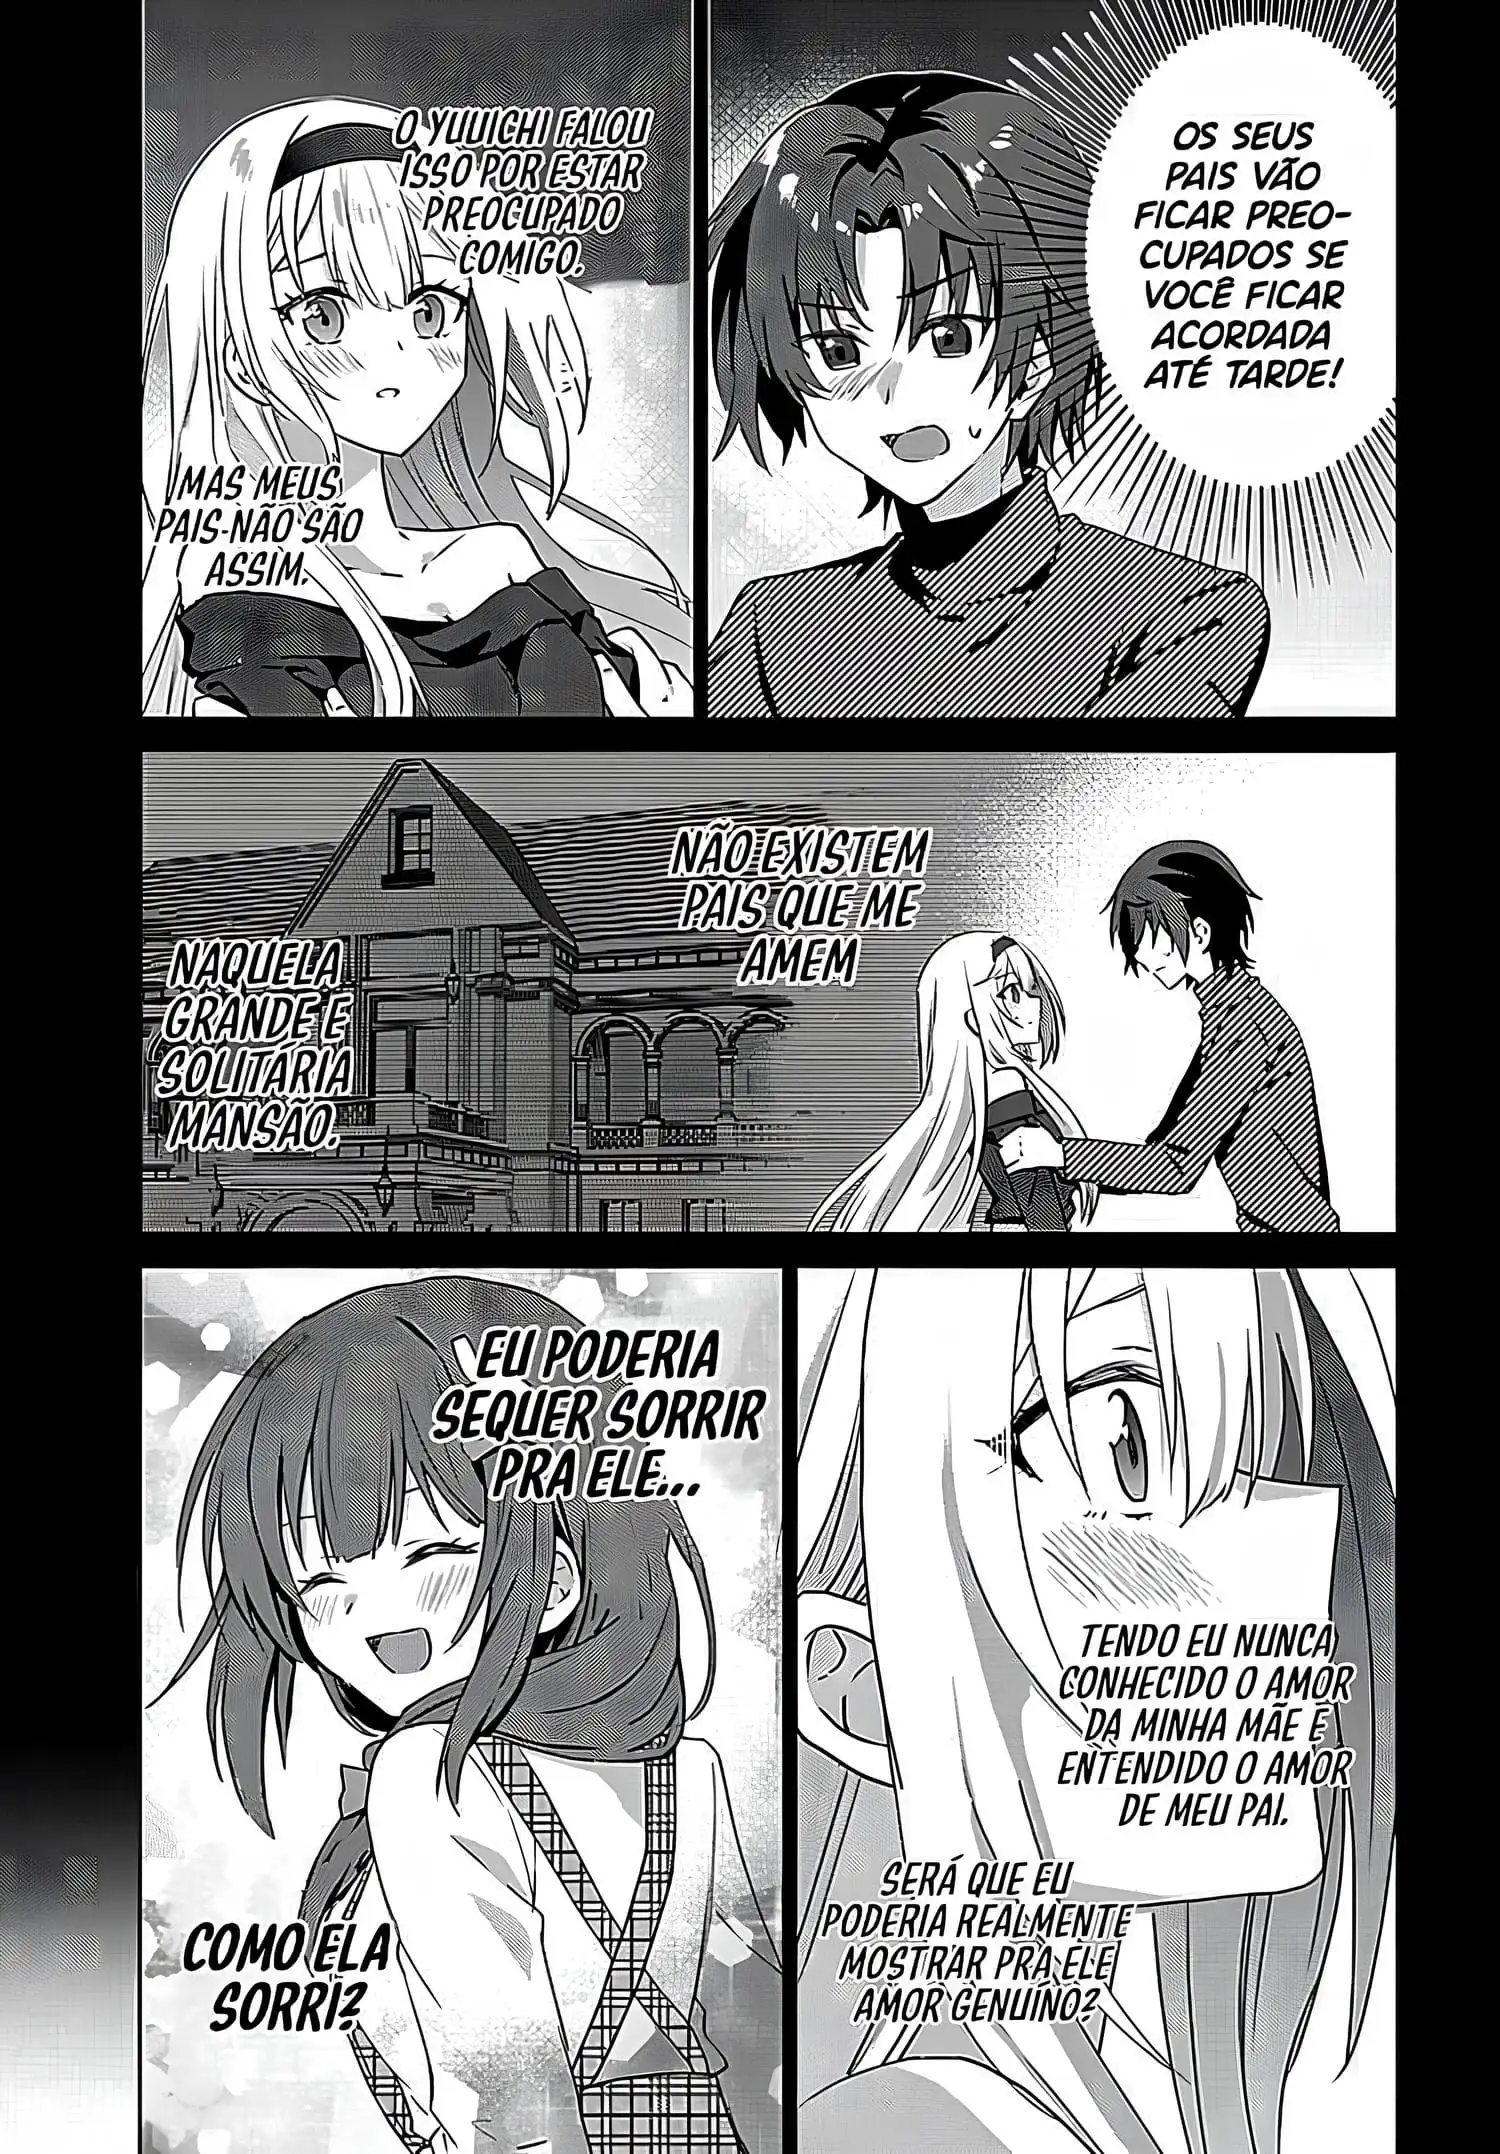 OS SEUS
PAIS VÃO
FICAR PREO-
CUPADOS SE
VOCÊ FICAR
ACORDADA
ATÉ TARDE!
O YUUICHI FALOU
ISSO POR ESTAR
PREOCUPADO
COMIGO.
MAS MEUS
PAIS NÃO SÃO
ASSIM.
NÃO EXISTEM
PAIS QUE ME
AMEM
NAQUELA
GRANDE E
SOLITÁRIA
MANSÃO.
TENDO EU NUNCA
CONHECIDO O AMOR
DA MINHA MÃE E
ENTENDIDO O AMOR
DE MEU PAI.
SERÁ QUE EU
PODERIA REALMENTE
MOSTRAR PRA ELE
AMOR GENUÍNO?
EU PODERIA
SEQUER SORRIR
PRA ELE...
COMO ELA
SORRI?